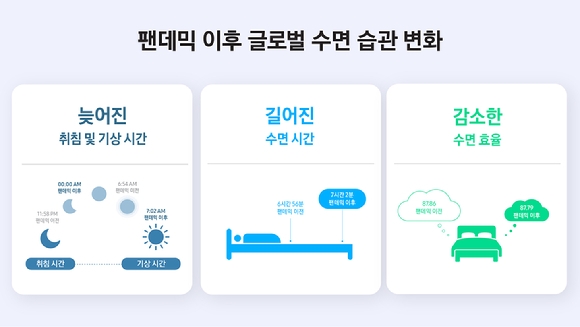 팬데믹 이후 글로벌 수면 습관 변화
늦어진
취침 및 기상 시간
00:00 AM
팬데믹 이후
6:54 AM
팬데믹 이전
11:58 PM
팬데믹 이전
7:02 AM
팬데믹 이후
취침 시간
기상 시간
길어진
수면 시간
6시간 56분
팬데믹 이전
7시간 2분
팬데믹 이후
감소한
수면 효율
87.86
팬데믹 이전
87.79
팬데믹 이후